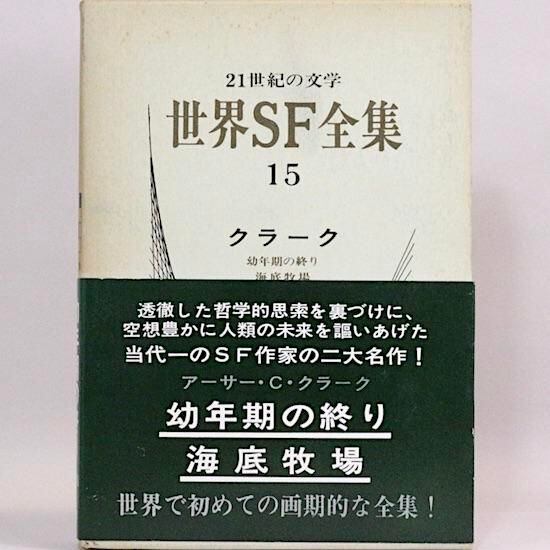 21世紀の文学
世界SF全集
15
クラーク
幼年期の終り
海底牧場
透徹した哲学的思索を裏づけに、
空想豊かに人類の未来を謳いあげた
当代一のSF作家の二大名作！
アーサー・C・クラーク
幼年期の終り
海底牧場
世界で初めての画期的な全集！